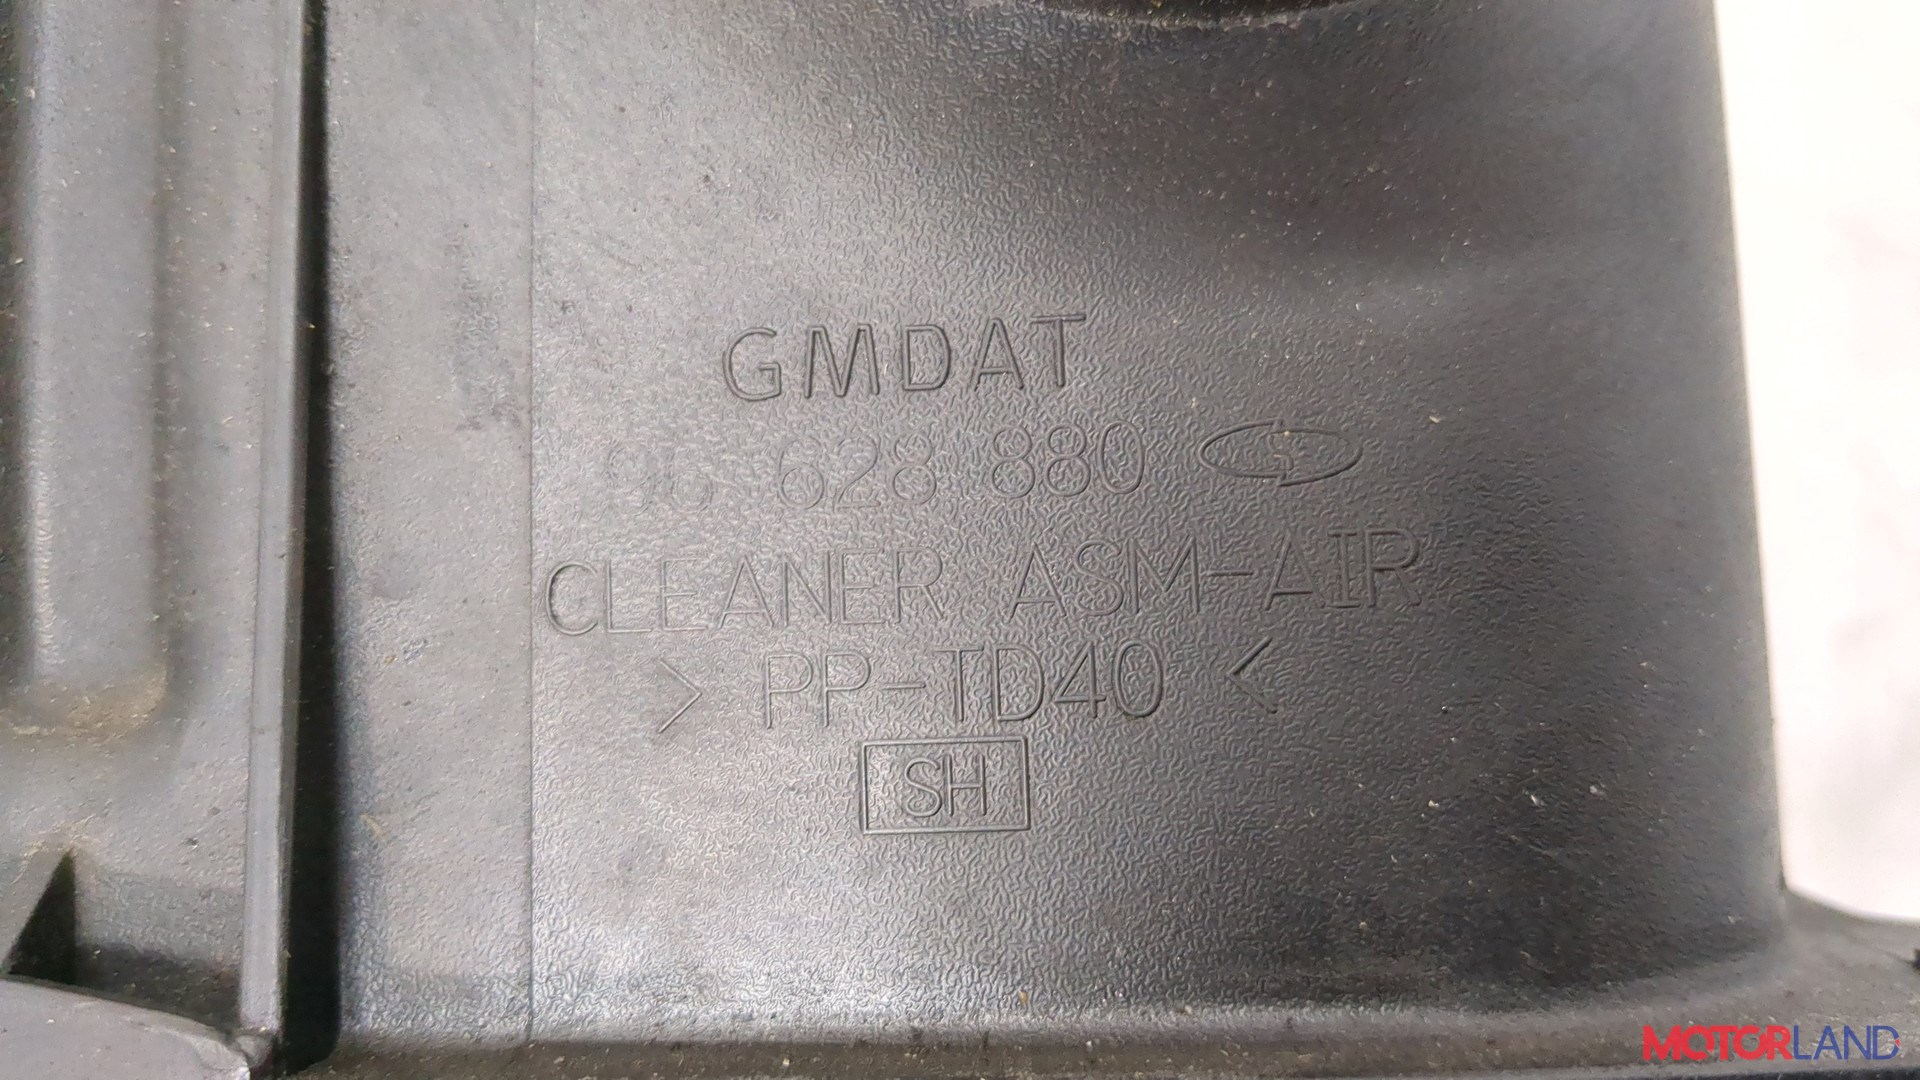 GMDAT
96 628 880
CLEANER ASM-AIR
> PP-TD40 <
SH
MOTORLAND